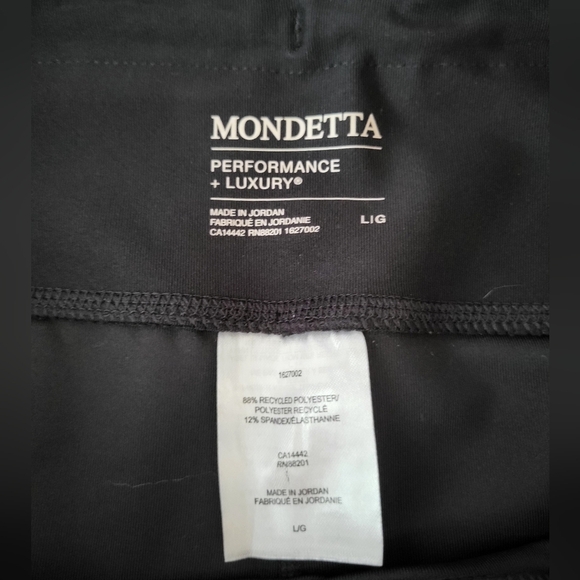 MONDETTA
PERFORMANCE
+ LUXURY®
MADE IN JORDAN
FABRIQUÉ EN JORDANIE
CA14442 RN88201 1627002
L|G
1627002
88% RECYCLED POLYESTER/
POLYESTER RECYCLÉ
12% SPANDEX/ÉLASTHANNE
CA14442
RN88201
MADE IN JORDAN
FABRIQUÉ EN JORDANIE
L/G